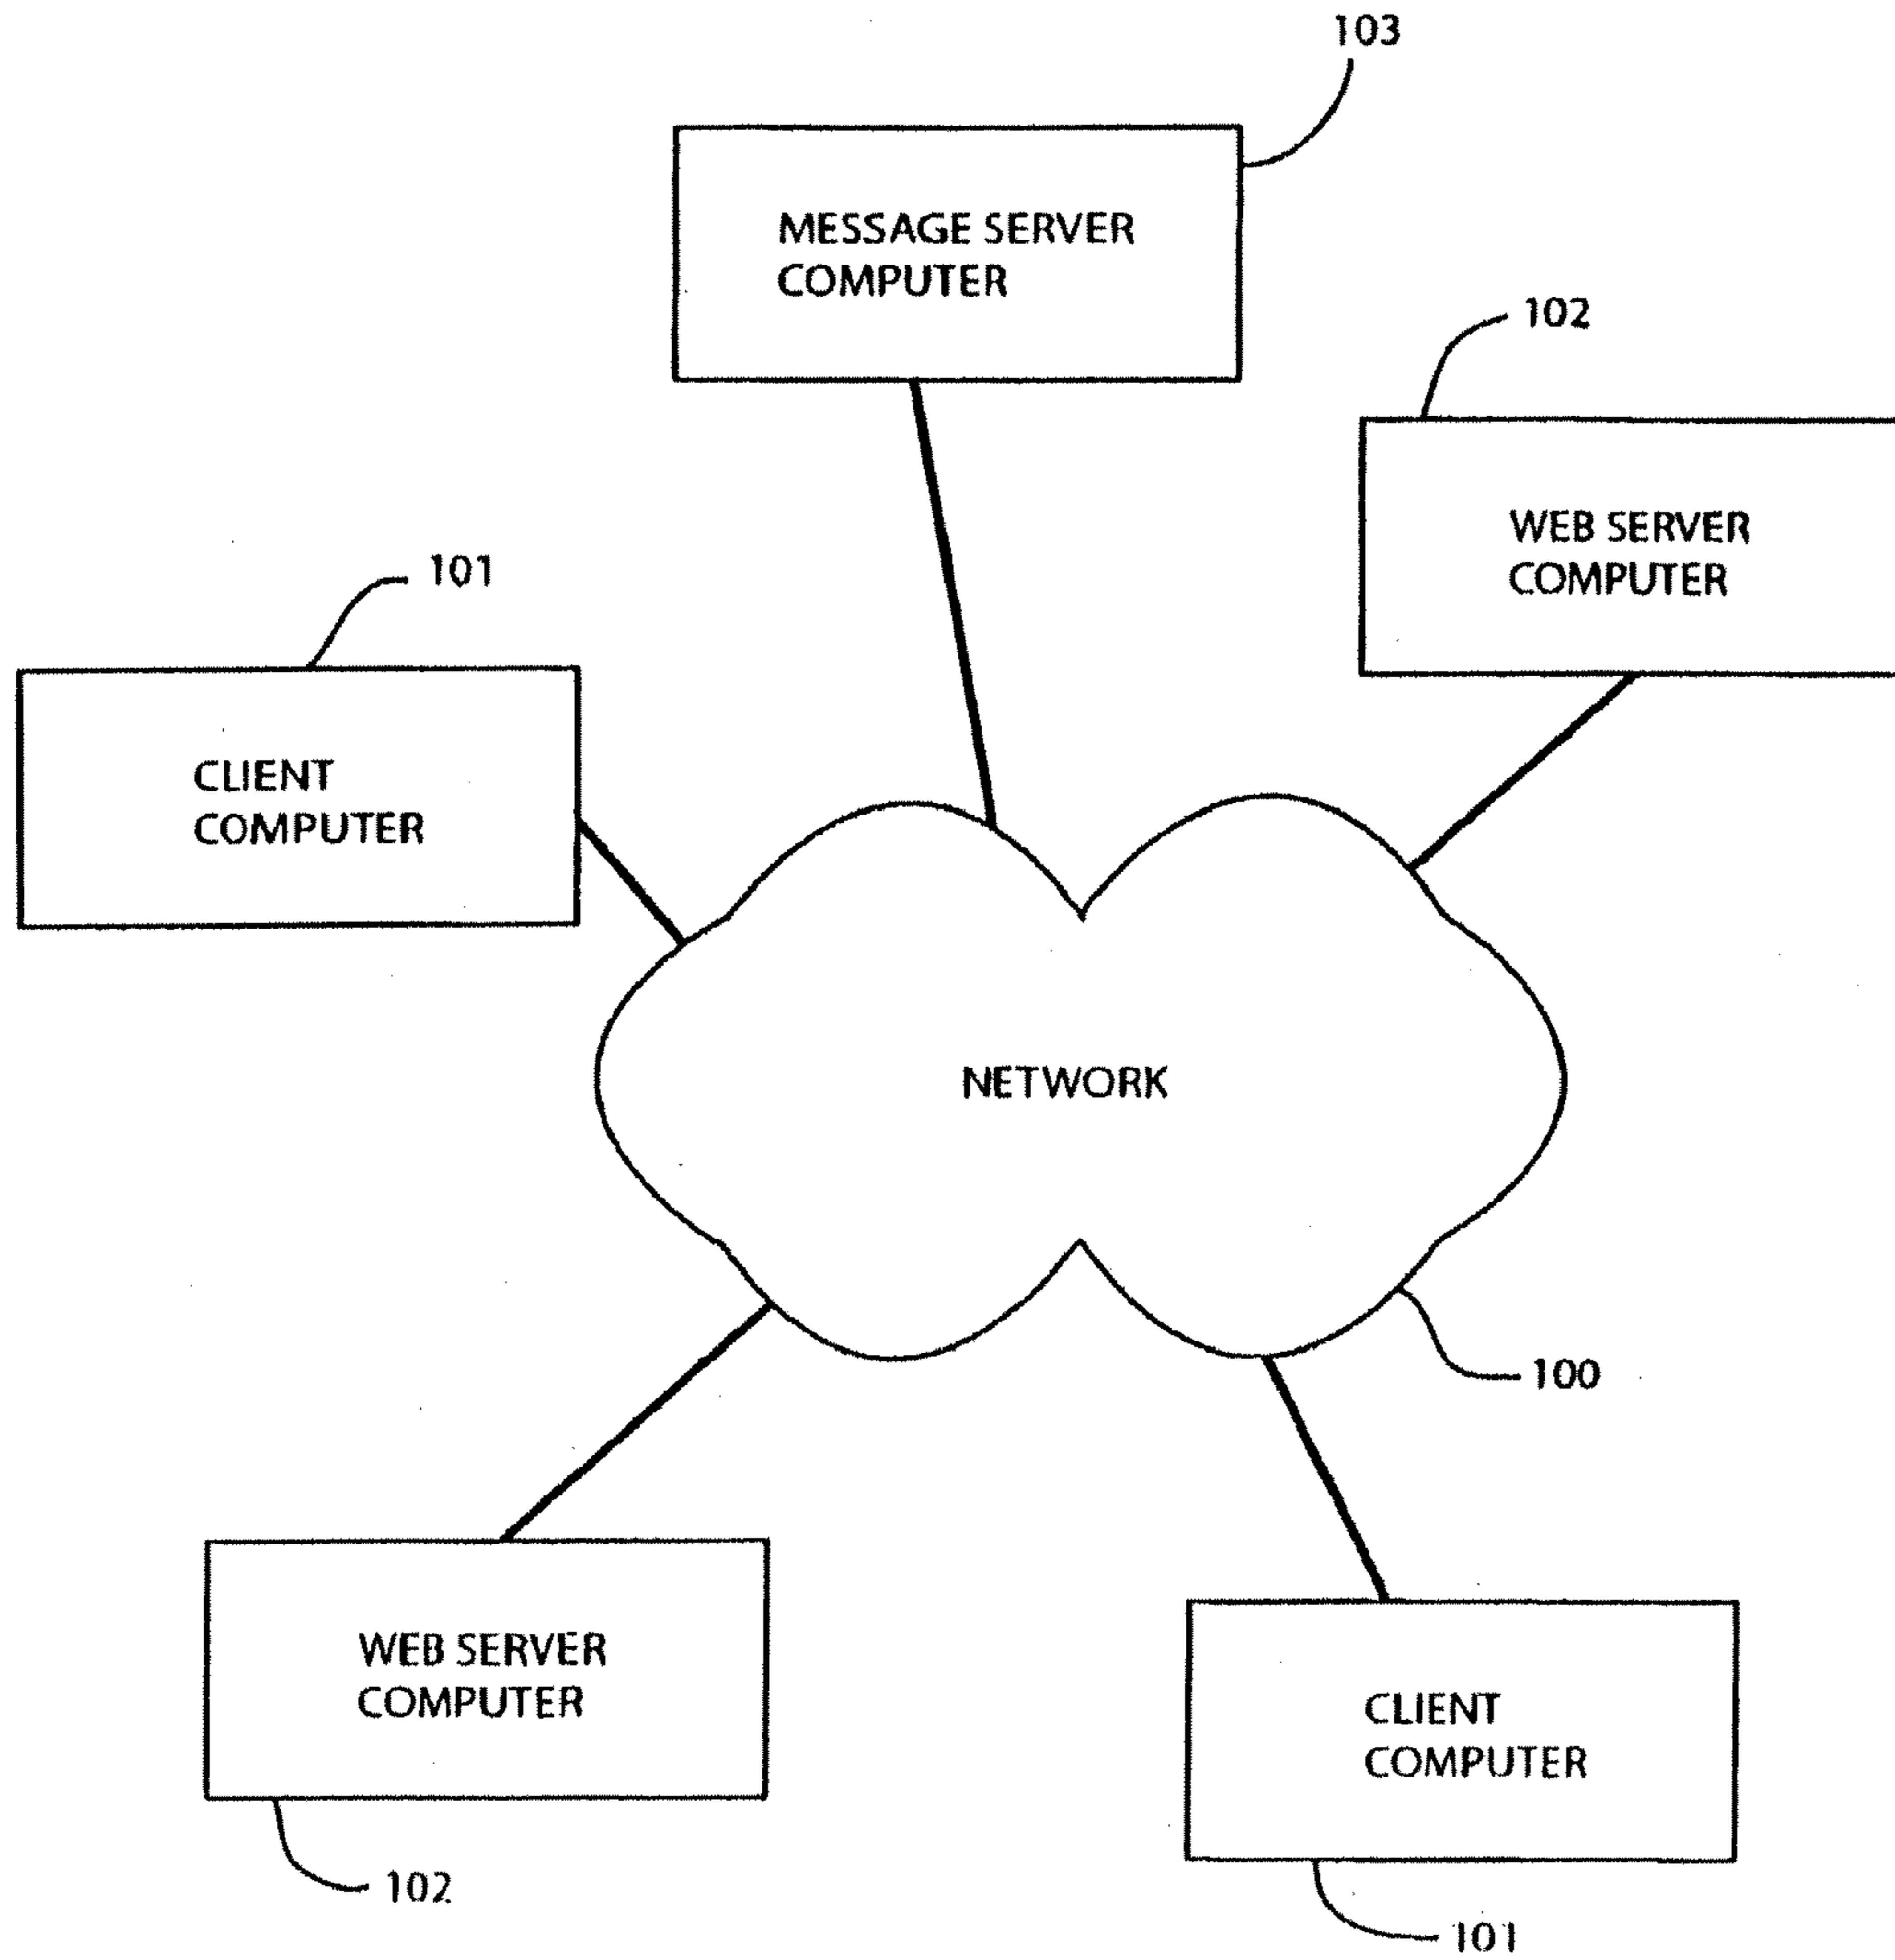 103
MESSAGE SERVER
COMPUTER
102
WEB SERVER
COMPUTER
101
CLIENT
COMPUTER
NETWORK
100
WEB SERVER
COMPUTER
CLIENT
COMPUTER
102
101